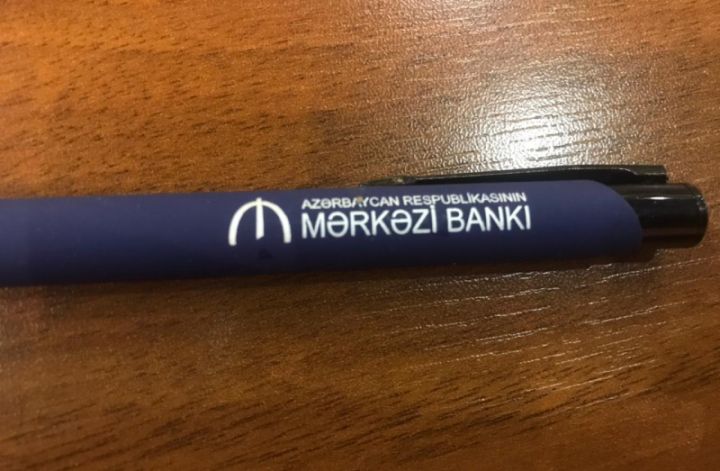 AZƏRBAYCAN RESPUBLİKASININ
MƏRKƏZİ BANKI